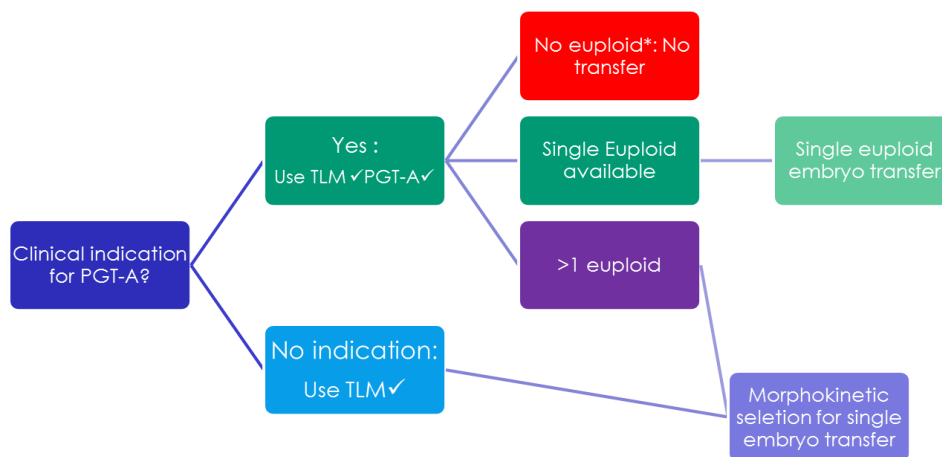 No euploid*: No
transfer
Yes :
Use TLM ✓PGT-A✓
Single Euploid
available
Single euploid
embryo transfer
Clinical indication
for PGT-A?
>1 euploid
No indication:
Use TLM✓
Morphokinetic
seletion for single
embryo transfer